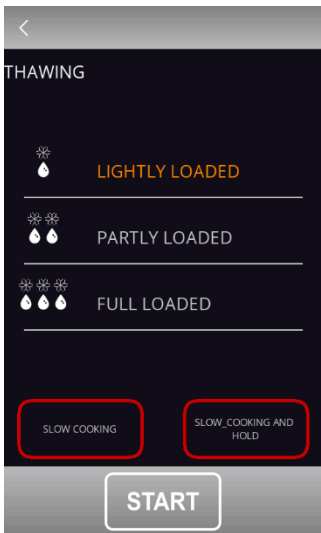 THAWING
LIGHTLY LOADED
PARTLY LOADED
FULL LOADED
SLOW COOKING
SLOW_COOKING AND
HOLD
START